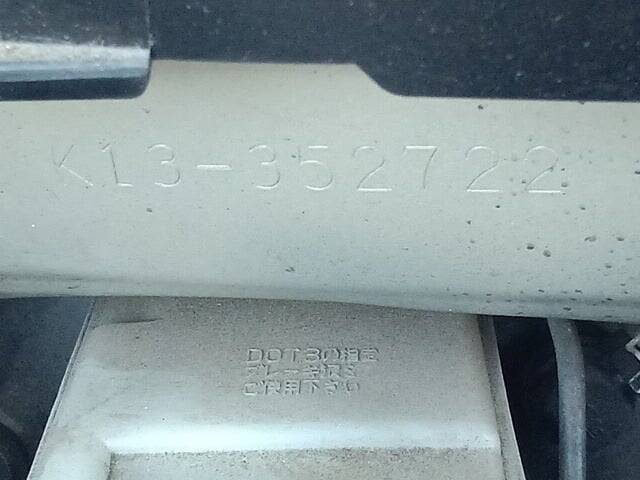 K13-352722
DOT3の指定
ブレーキ液を
ご使用下さい